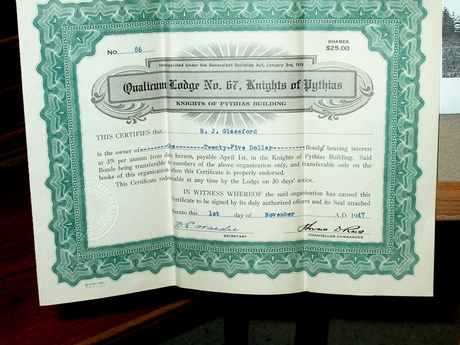 SHARES
No. 86 $25.00
Incorporated Under the Benevolent Societies Act, January 3rd, 1918
Qualicum Lodge No. 57, Knights of Pythias
KNIGHTS OF PYTHIAS BUILDING
THIS CERTIFIES THAT R. J. Glassford
is the owner of ---One-----Twenty-Five Dollar--------- Bonds bearing interest
at 3% per annum from date hereon, payable April 1st, in the Knights of Pythias Building. Said
Bonds being transferable to members of the above organization only, and transferable only on the
books of this organization when this Certificate is properly endorsed.
This Certificate redeemable at any time by the Lodge on 30 days' notice.
IN WITNESS WHEREOF the said organization has caused this
Certificate to be signed by its duly authorized officers and its Seal attached
hereto this 1st day of November A.D. 1947
SECRETARY
CHANCELLOR COMMANDER